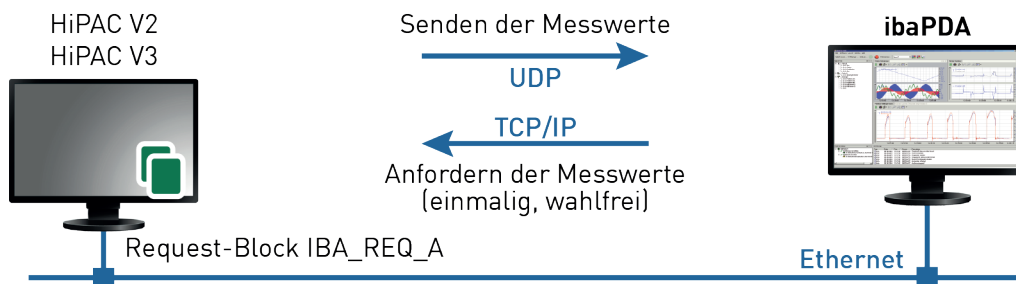 HiPAC V2
HiPAC V3
Senden der Messwerte
UDP
TCP/IP
Anfordern der Messwerte
(einmalig, wahlfrei)
ibaPDA
Request-Block IBA_REQ_A
Ethernet